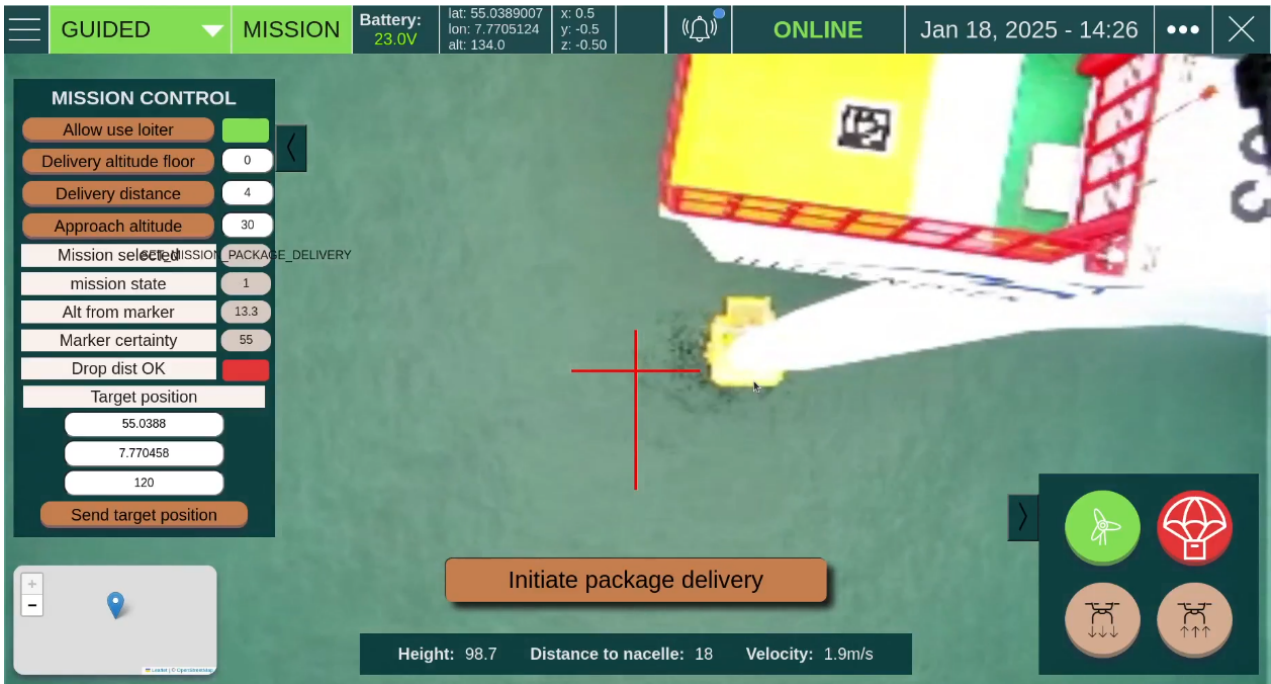 GUIDED
MISSION
Battery:
23.0V
lat: 55.0389007
lon: 7.7705124
alt: 134.0
x: 0.5
y: -0.5
z: -0.50
ONLINE
Jan 18, 2025 - 14:26
MISSION CONTROL
Allow use loiter
Delivery altitude floor 0
Delivery distance 4
Approach altitude 30
Mission selected SET_MISSION_PACKAGE_DELIVERY
mission state 1
Alt from marker 13.3
Marker certainty 55
Drop dist OK
Target position
55.0388
7.770458
120
Send target position
+
−
Leaflet | © OpenStreetMap
Initiate package delivery
Height: 98.7 Distance to nacelle: 18 Velocity: 1.9m/s